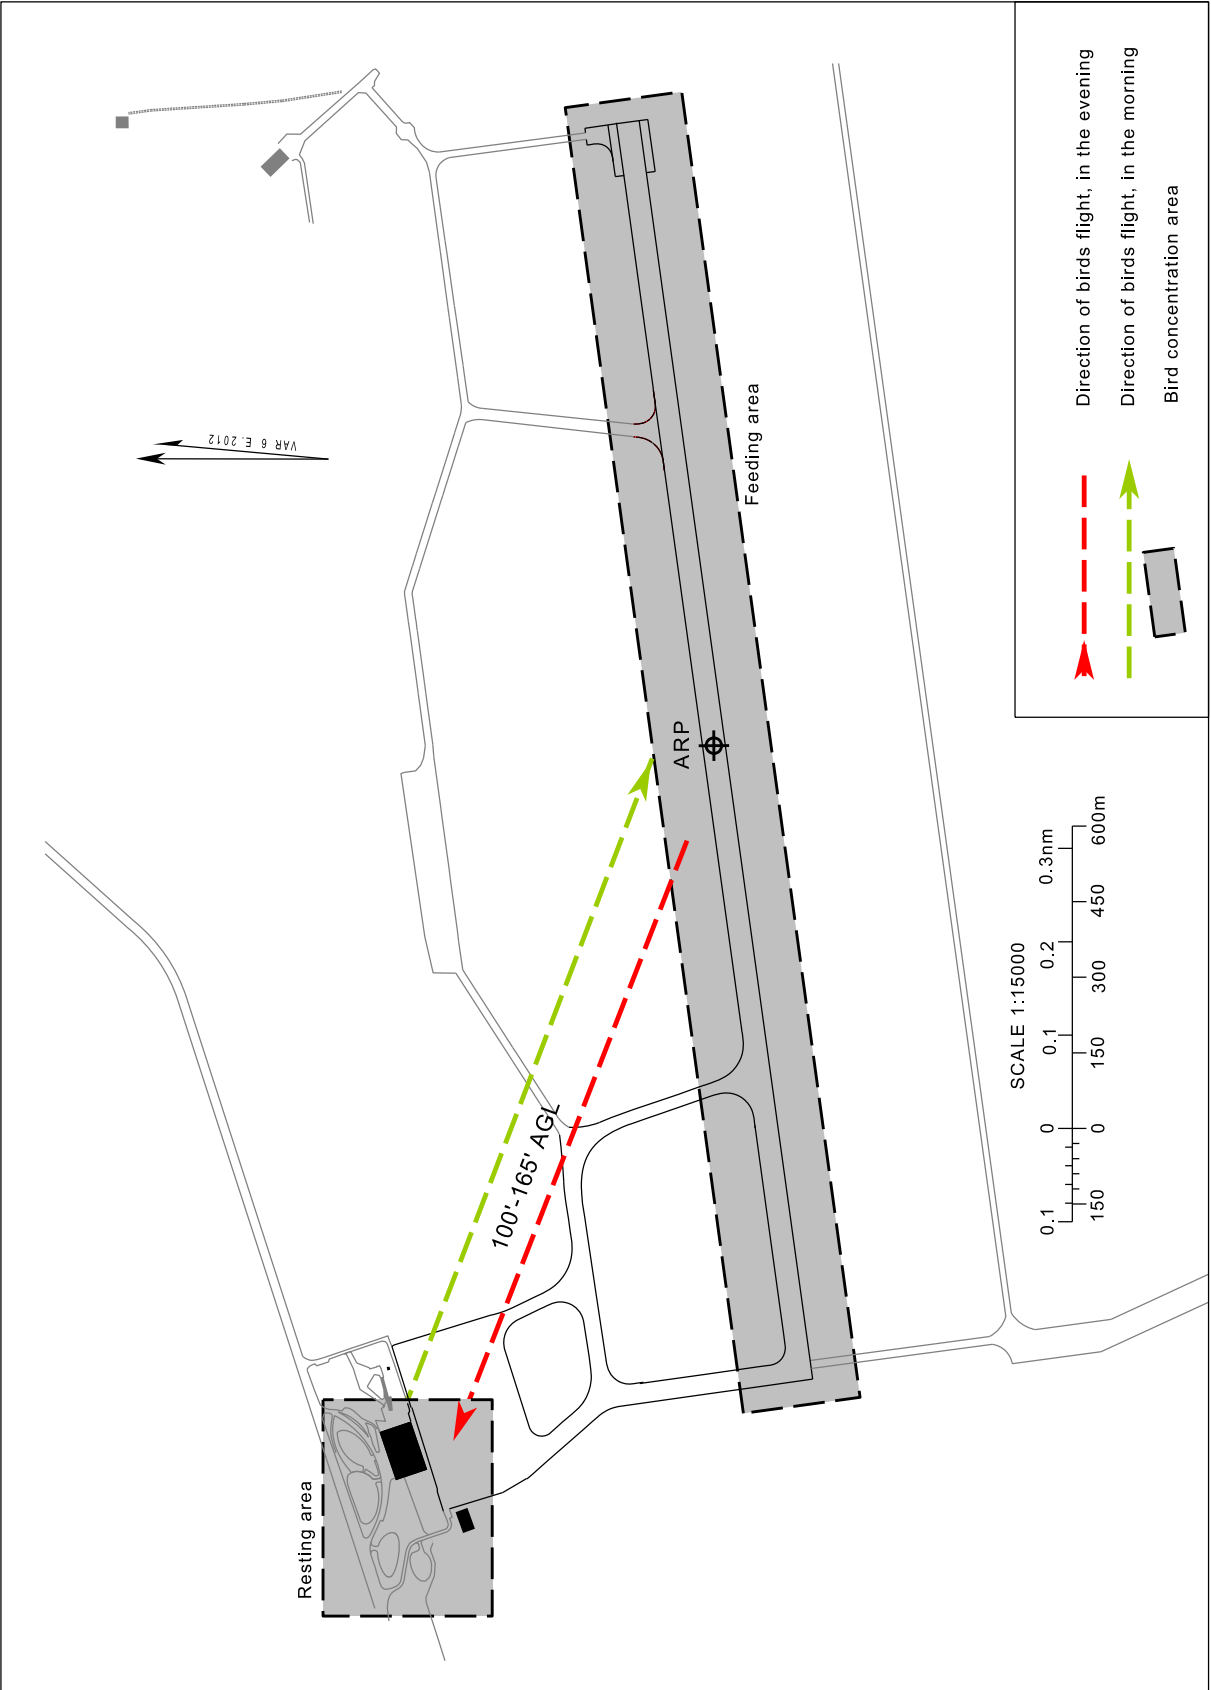 VAR 6 E. 2012
Resting area
100'-165' AGL
ARP
Feeding area
SCALE 1:15000
0.1 0 0.1 0.2 0.3nm
150 0 150 300 450 600m
Direction of birds flight, in the evening
Direction of birds flight, in the morning
Bird concentration area